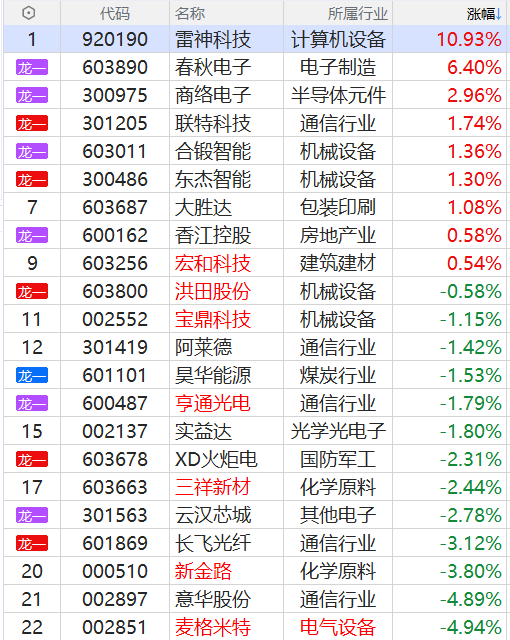 代码 名称 所属行业 涨幅↓
1 920190 雷神科技 计算机设备 10.93%
龙一 603890 春秋电子 电子制造 6.40%
龙一 300975 商络电子 半导体元件 2.96%
龙一 301205 联特科技 通信行业 1.74%
龙一 603011 合锻智能 机械设备 1.36%
龙一 300486 东杰智能 机械设备 1.30%
7 603687 大胜达 包装印刷 1.08%
龙一 600162 香江控股 房地产业 0.58%
9 603256 宏和科技 建筑建材 0.54%
龙一 603800 洪田股份 机械设备 -0.58%
11 002552 宝鼎科技 机械设备 -1.15%
12 301419 阿莱德 通信行业 -1.42%
龙一 601101 昊华能源 煤炭行业 -1.53%
龙一 600487 亨通光电 通信行业 -1.79%
15 002137 实益达 光学光电子 -1.80%
龙一 603678 XD火炬电 国防军工 -2.31%
17 603663 三祥新材 化学原料 -2.44%
龙一 301563 云汉芯城 其他电子 -2.78%
龙一 601869 长飞光纤 通信行业 -3.12%
20 000510 新金路 化学原料 -3.80%
21 002897 意华股份 通信行业 -4.89%
22 002851 麦格米特 电气设备 -4.94%